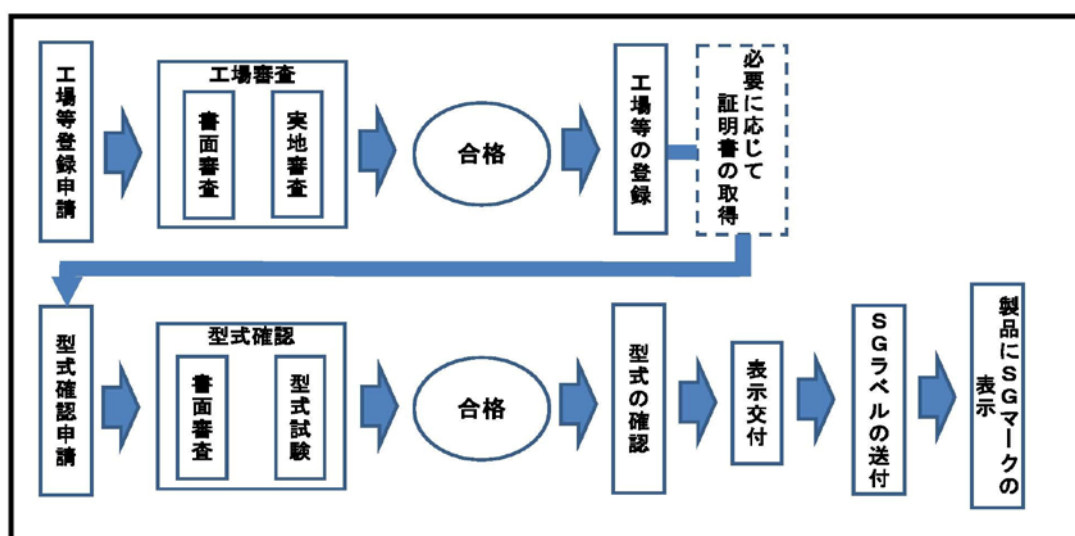 工場等登録申請
工場審査
書面審査
実地審査
合格
工場等の登録
必要に応じて
証明書の取得
型式確認申請
型式確認
書面審査
型式試験
合格
型式の確認
表示交付
SGラベルの送付
製品にSGマークの
表示